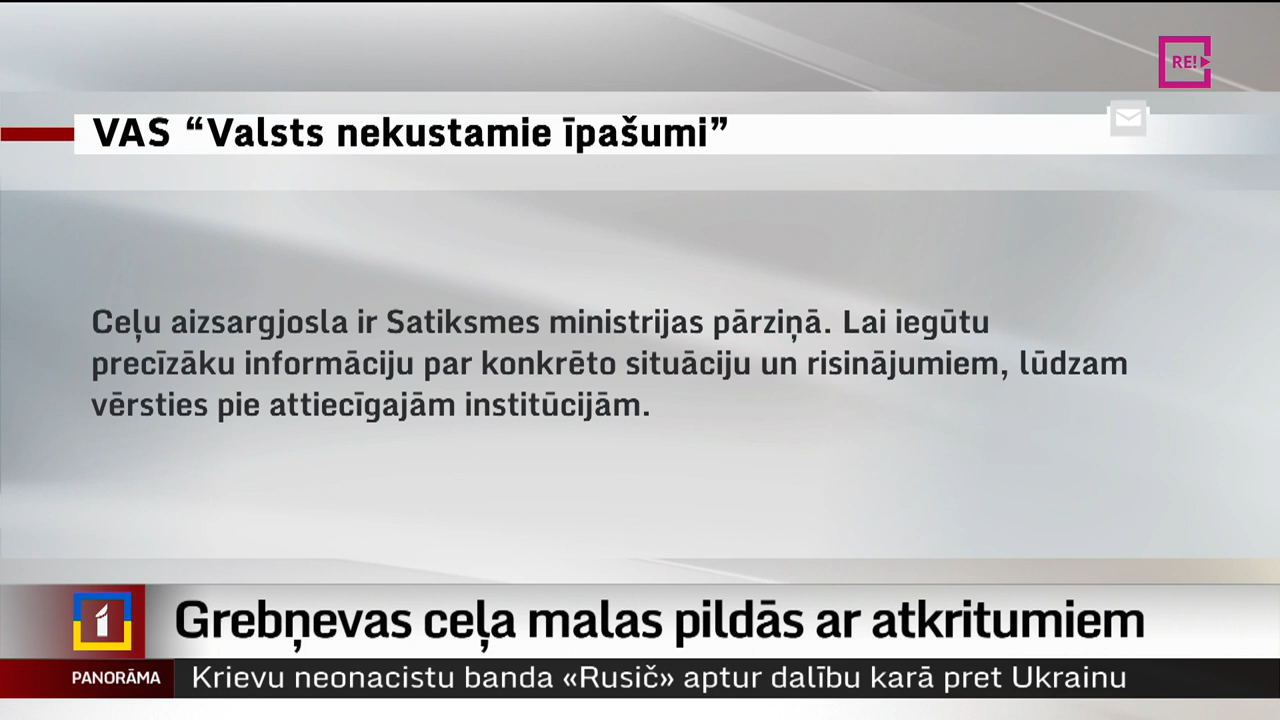 RE!
VAS “Valsts nekustamie īpašumi”
Ceļu aizsargjosla ir Satiksmes ministrijas pārziņā. Lai iegūtu
precīzāku informāciju par konkrēto situāciju un risinājumiem, lūdzam
vērsties pie attiecīgajām institūcijām.
1
Grebņevas ceļa malas pildās ar atkritumiem
PANORĀMA
Krievu neonacistu banda «Rusič» aptur dalību karā pret Ukrainu